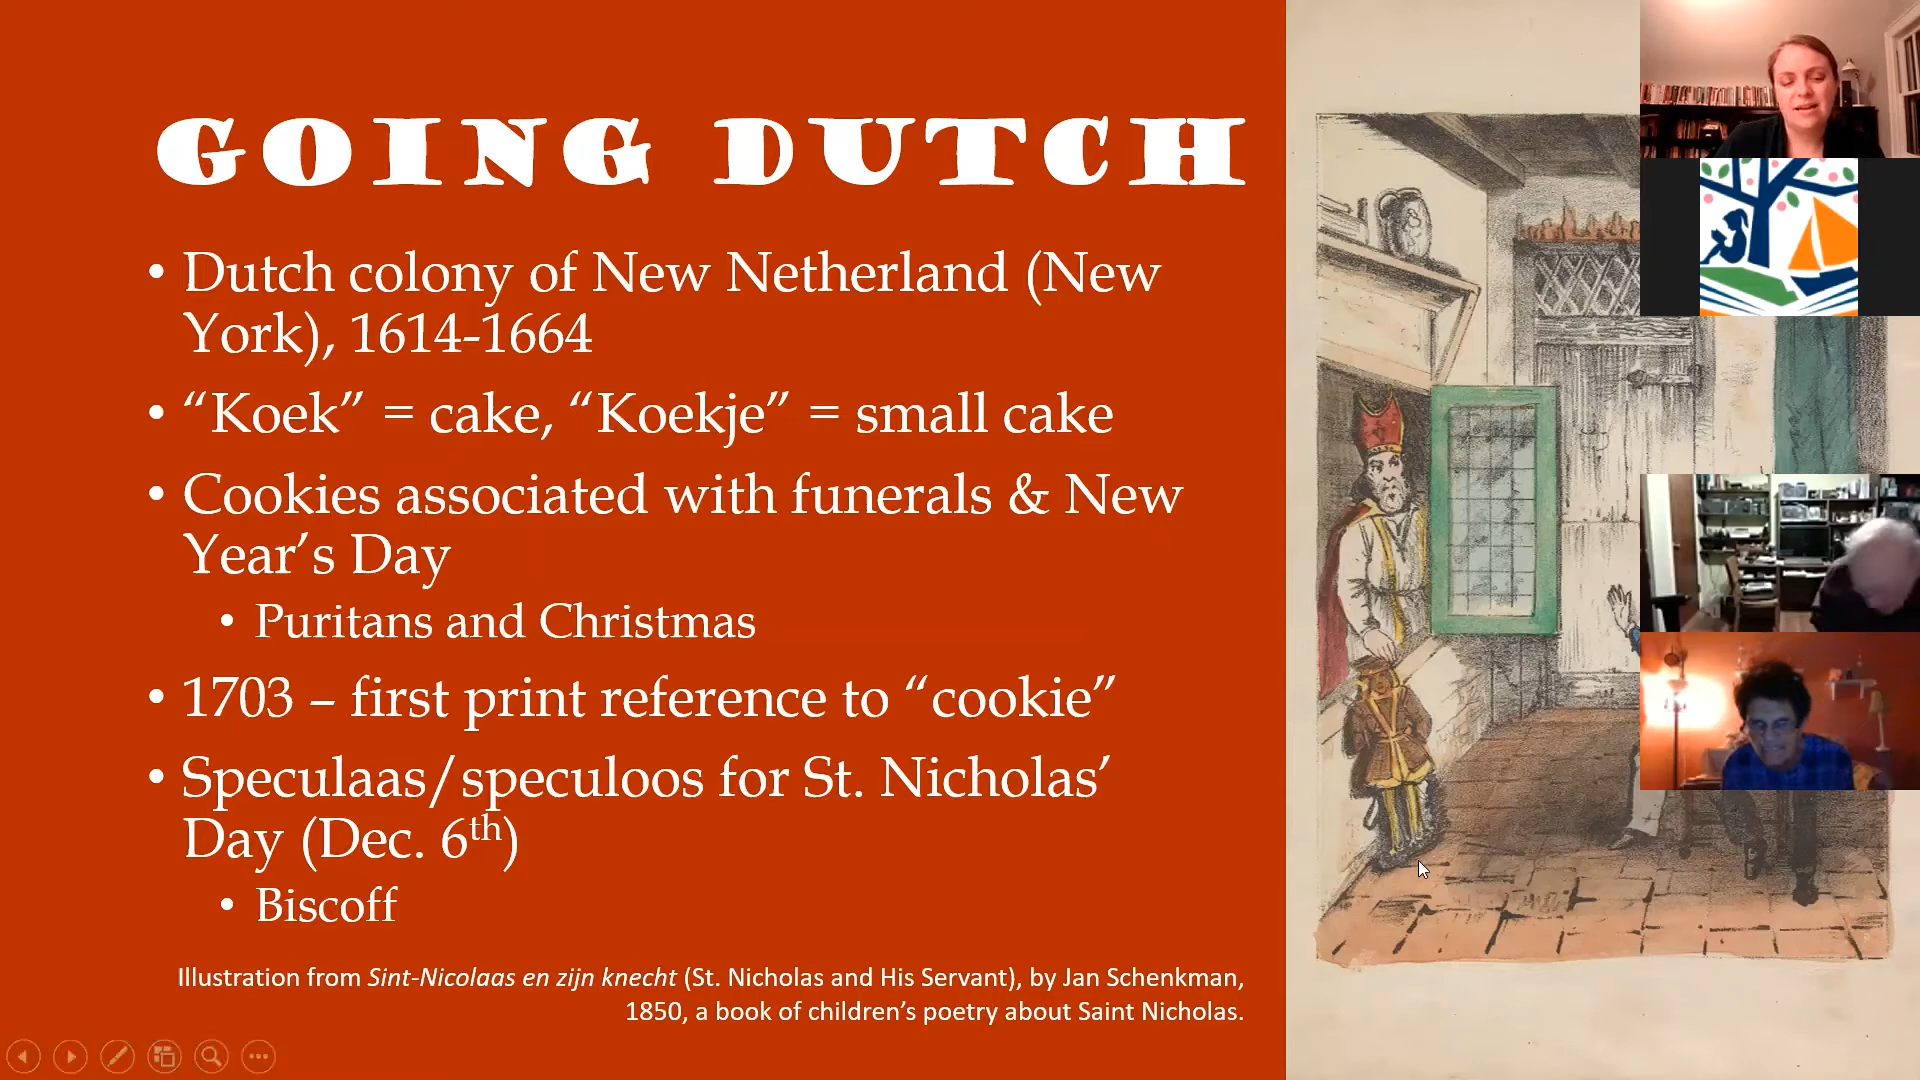 GOING DUTCH
• Dutch colony of New Netherland (New
York), 1614-1664
• “Koek” = cake, “Koekje” = small cake
• Cookies associated with funerals & New
Year’s Day
• Puritans and Christmas
• 1703 – first print reference to “cookie”
• Speculaas/speculoos for St. Nicholas’
Day (Dec. 6th)
• Biscoff
Illustration from Sint-Nicolaas en zijn knecht (St. Nicholas and His Servant), by Jan Schenkman,
1850, a book of children’s poetry about Saint Nicholas.